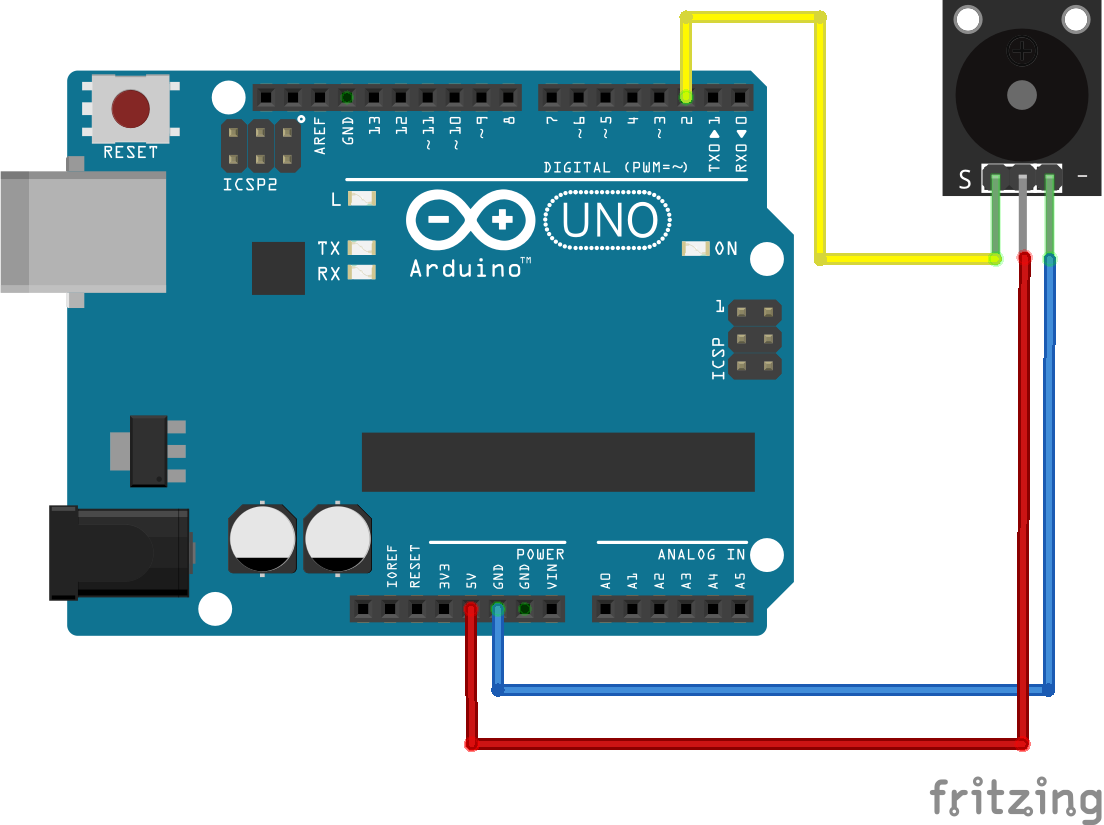 RESET
ICSP2
AREF
GND
13
12
~11
~10
~9
8
7
~6
~5
4
~3
2
TX0▶1
RX0◀0
DIGITAL (PWM=~)
L
TX
RX
UNO
Arduino™
ON
S
-
1
ICSP
IOREF
RESET
3V3
5V
GND
GND
VIN
POWER
ANALOG IN
A0
A1
A2
A3
A4
A5
fritzing